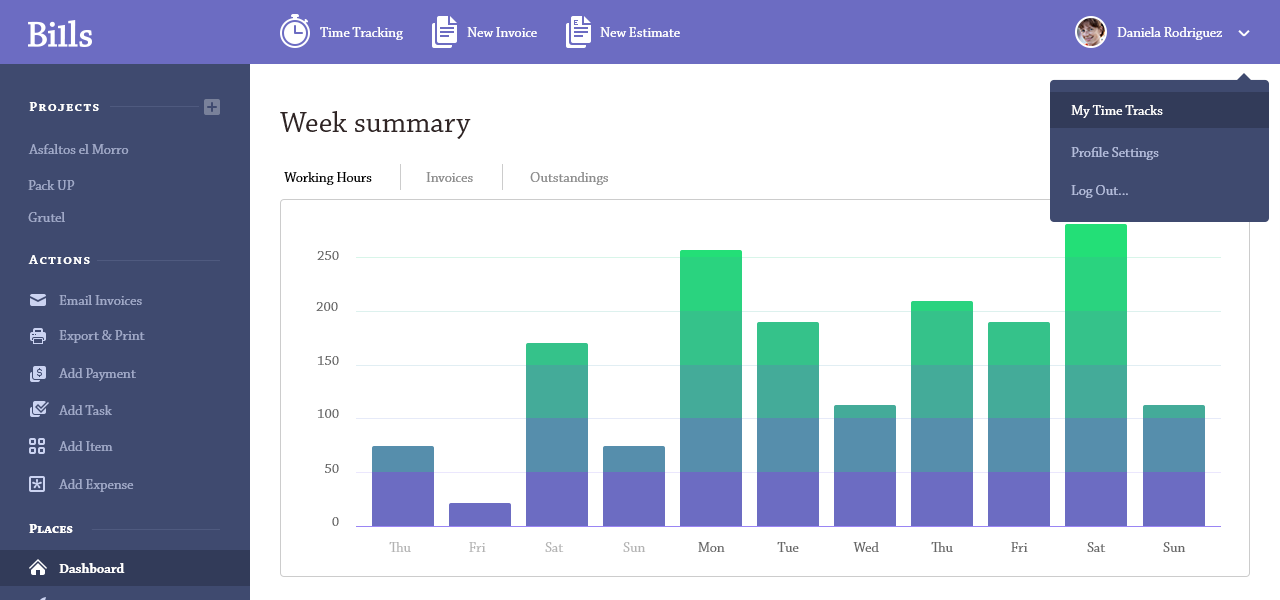 Bills
Time Tracking
New Invoice
New Estimate
Daniela Rodriguez
My Time Tracks
Profile Settings
Log Out...
PROJECTS
Asfaltos el Morro
Pack UP
Grutel
ACTIONS
Email Invoices
Export & Print
Add Payment
Add Task
Add Item
Add Expense
PLACES
Dashboard
Week summary
Working Hours
Invoices
Outstandings
250
200
150
100
50
0
Thu Fri Sat Sun Mon Tue Wed Thu Fri Sat Sun